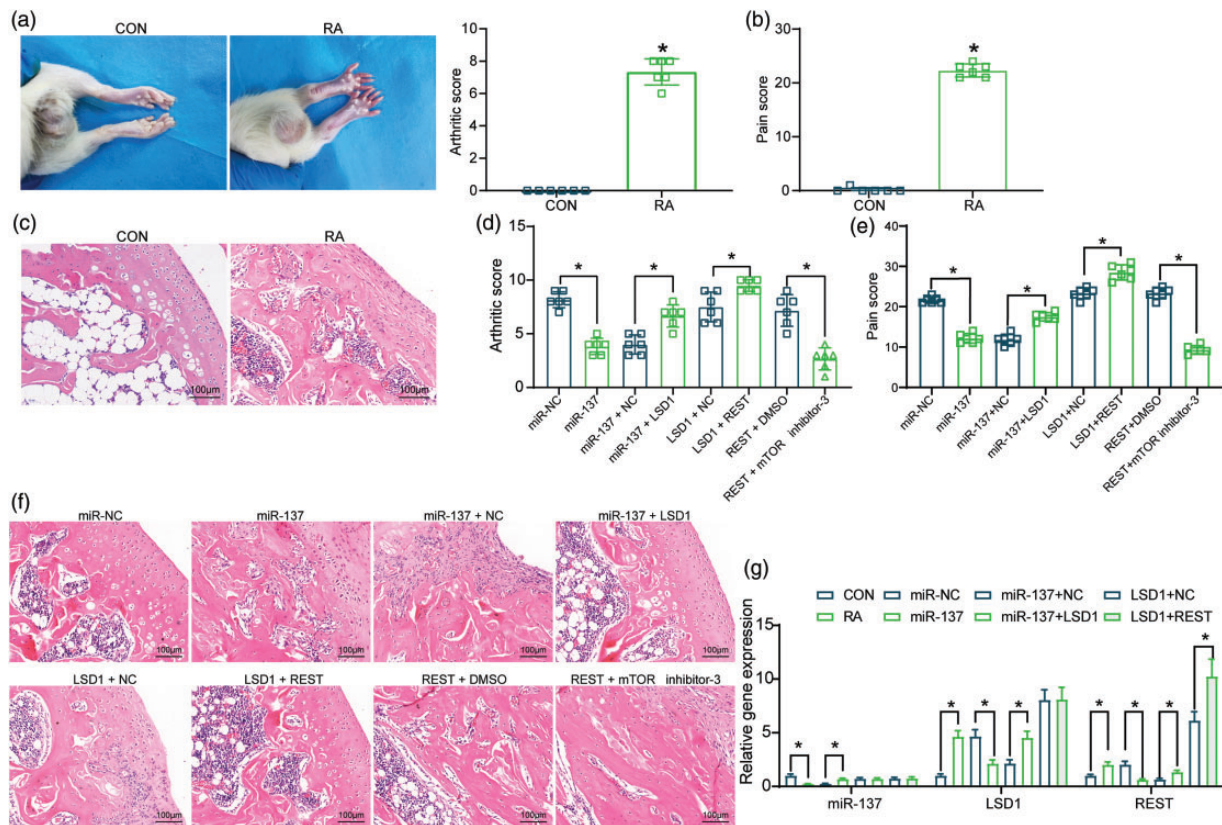 (a)
CON
RA
Arthritic score
10
8
6
4
2
0
*
CON
RA
(b)
Pain score
30
20
10
0
*
CON
RA
(c)
CON
RA
100μm
100μm
(d)
Arthritic score
15
10
5
0
*
*
*
*
miR-NC
miR-137
miR-137 + NC
miR-137 + LSD1
LSD1 + NC
LSD1 + REST
REST + DMSO
REST + mTOR inhibitor-3
(e)
Pain score
40
30
20
10
0
*
*
*
*
miR-NC
miR-137
miR-137+NC
miR-137+LSD1
LSD1+NC
LSD1+REST
REST+DMSO
REST+mTOR inhibitor-3
(f)
miR-NC
miR-137
miR-137 + NC
miR-137 + LSD1
100μm
100μm
100μm
100μm
LSD1 + NC
LSD1 + REST
REST + DMSO
REST + mTOR inhibitor-3
100μm
100μm
100μm
100μm
(g)
CON
miR-NC
miR-137+NC
LSD1+NC
RA
miR-137
miR-137+LSD1
LSD1+REST
Relative gene expression
15
10
5
0
*
*
*
*
*
*
*
*
*
miR-137
LSD1
REST